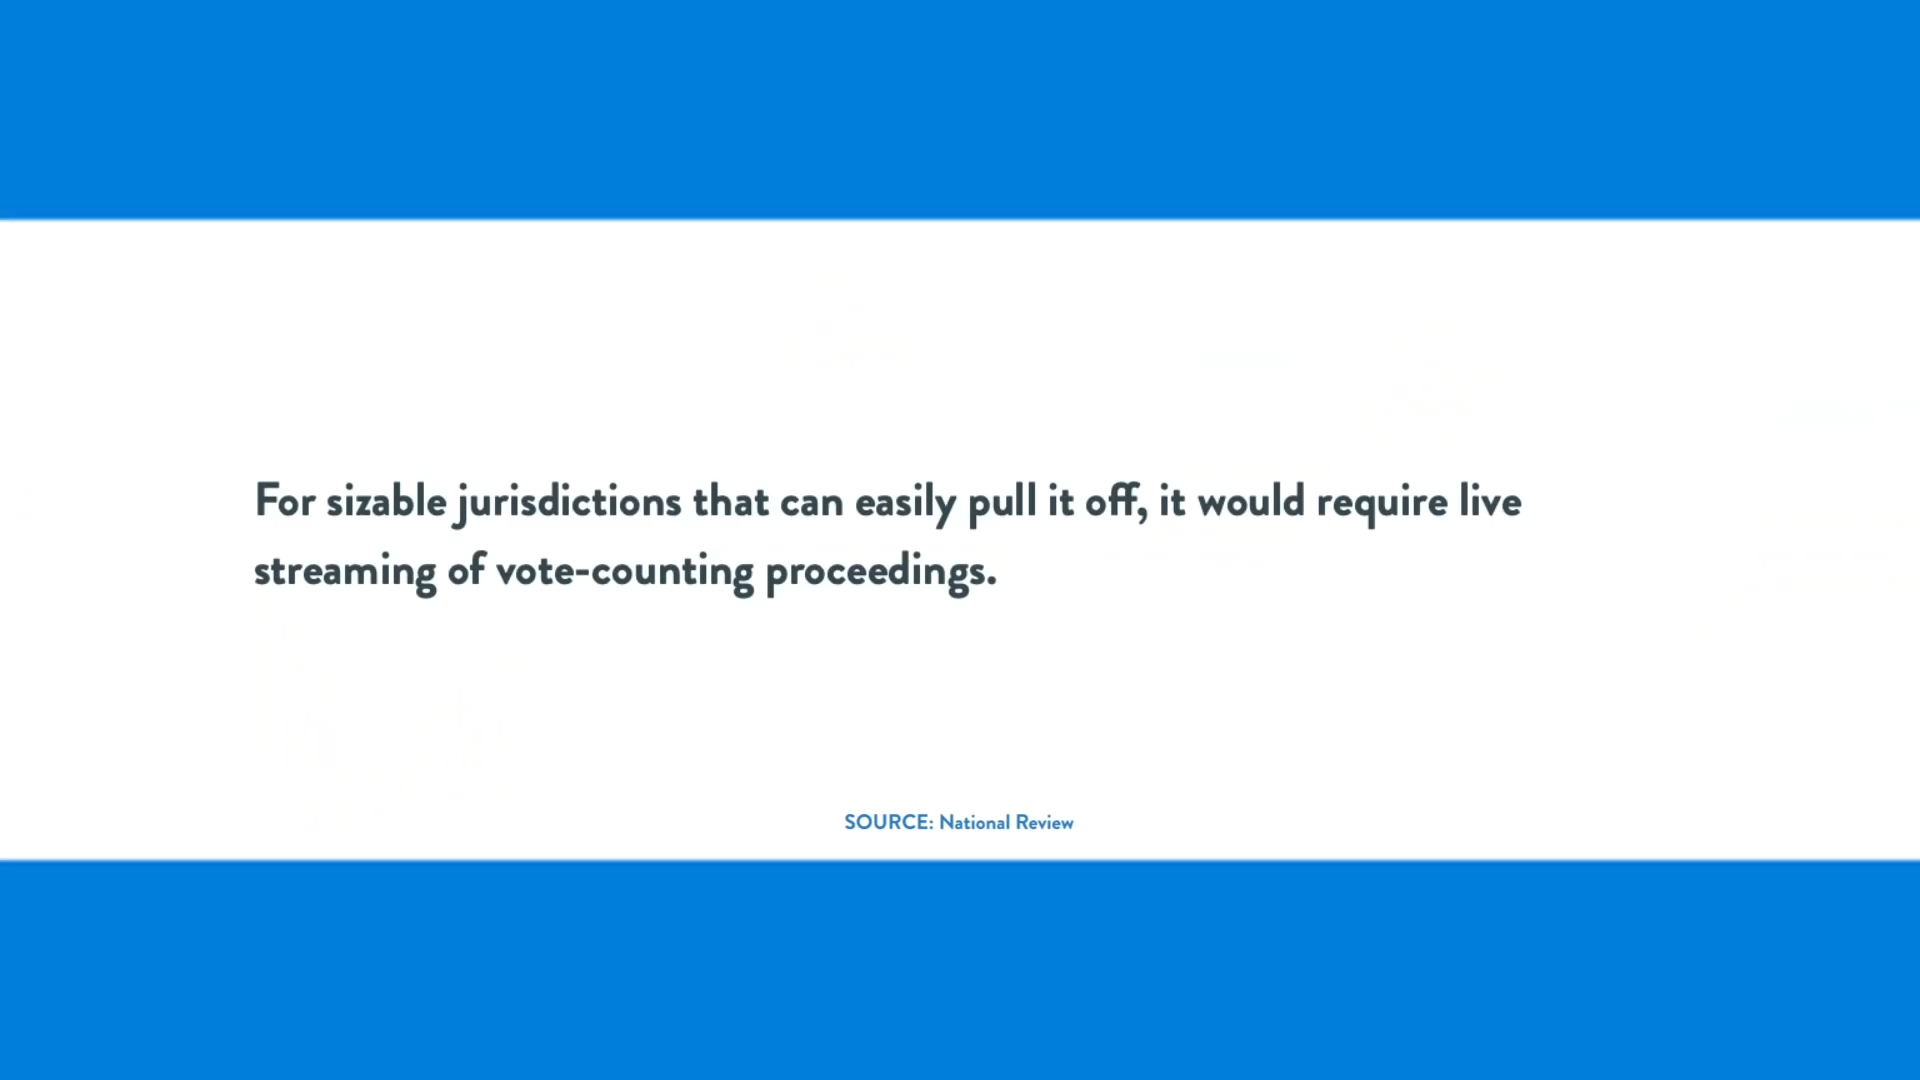 For sizable jurisdictions that can easily pull it off, it would require live
streaming of vote-counting proceedings.
SOURCE: National Review